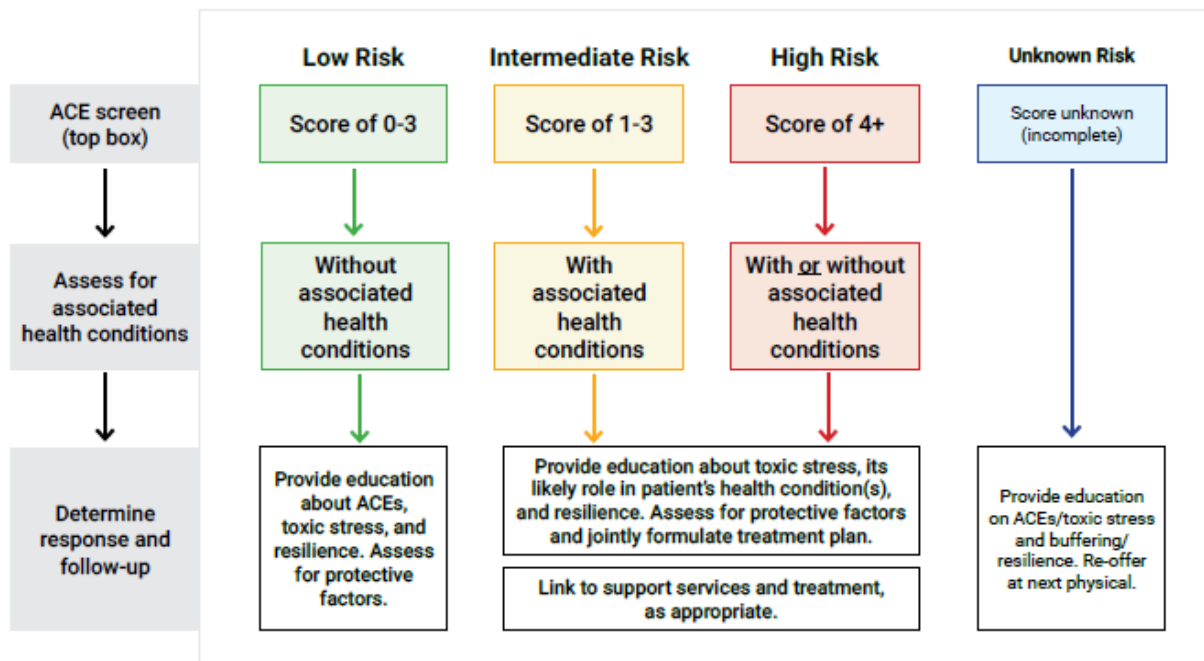 Low Risk
Intermediate Risk
High Risk
Unknown Risk
ACE screen
(top box)
Score of 0-3
Score of 1-3
Score of 4+
Score unknown
(incomplete)
Assess for
associated
health conditions
Without
associated
health
conditions
With
associated
health
conditions
With or without
associated
health
conditions
Determine
response and
follow-up
Provide education
about ACEs,
toxic stress, and
resilience. Assess
for protective
factors.
Provide education about toxic stress, its
likely role in patient's health condition(s),
and resilience. Assess for protective factors
and jointly formulate treatment plan.
Link to support services and treatment,
as appropriate.
Provide education
on ACEs/toxic stress
and buffering/
resilience. Re-offer
at next physical.